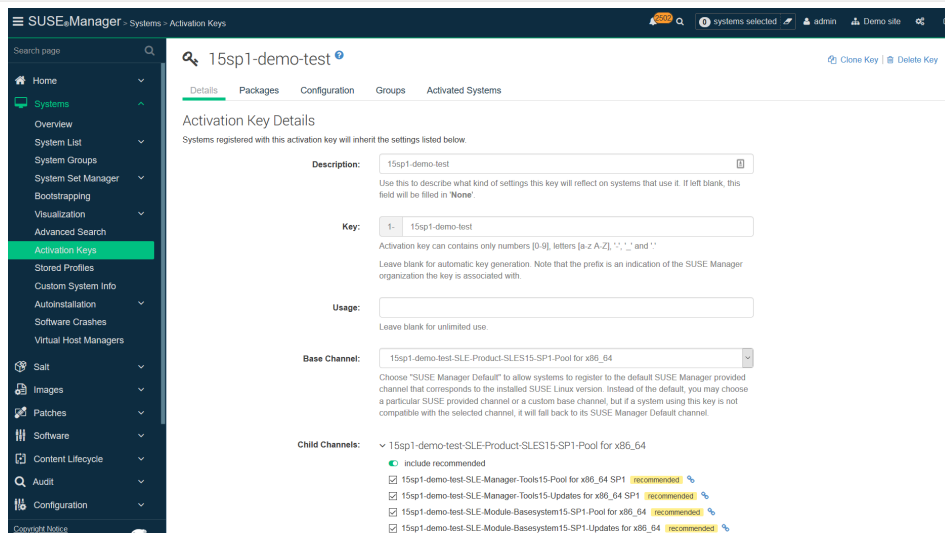 SUSE®Manager > Systems > Activation Keys
2502
0 systems selected
admin
Demo site
Search page
Home
Systems
Overview
System List
System Groups
System Set Manager
Bootstrapping
Visualization
Advanced Search
Activation Keys
Stored Profiles
Custom System Info
Autoinstallation
Software Crashes
Virtual Host Managers
Salt
Images
Patches
Software
Content Lifecycle
Audit
Configuration
Copyright Notice
15sp1-demo-test ?
Clone Key | Delete Key
Details Packages Configuration Groups Activated Systems
Activation Key Details
Systems registered with this activation key will inherit the settings listed below.
Description: 15sp1-demo-test
Use this to describe what kind of settings this key will reflect on systems that use it. If left blank, this
field will be filled in 'None'.
Key: 1- 15sp1-demo-test
Activation key can contains only numbers [0-9], letters [a-z A-Z], '-', '_' and '.'
Leave blank for automatic key generation. Note that the prefix is an indication of the SUSE Manager
organization the key is associated with.
Usage:
Leave blank for unlimited use.
Base Channel: 15sp1-demo-test-SLE-Product-SLES15-SP1-Pool for x86_64
Choose "SUSE Manager Default" to allow systems to register to the default SUSE Manager provided
channel that corresponds to the installed SUSE Linux version. Instead of the default, you may choose
a particular SUSE provided channel or a custom base channel, but if a system using this key is not
compatible with the selected channel, it will fall back to its SUSE Manager Default channel.
Child Channels: 15sp1-demo-test-SLE-Product-SLES15-SP1-Pool for x86_64
include recommended
15sp1-demo-test-SLE-Manager-Tools15-Pool for x86_64 SP1 recommended
15sp1-demo-test-SLE-Manager-Tools15-Updates for x86_64 SP1 recommended
15sp1-demo-test-SLE-Module-Basesystem15-SP1-Pool for x86_64 recommended
15sp1-demo-test-SLE-Module-Basesystem15-SP1-Updates for x86_64 recommended